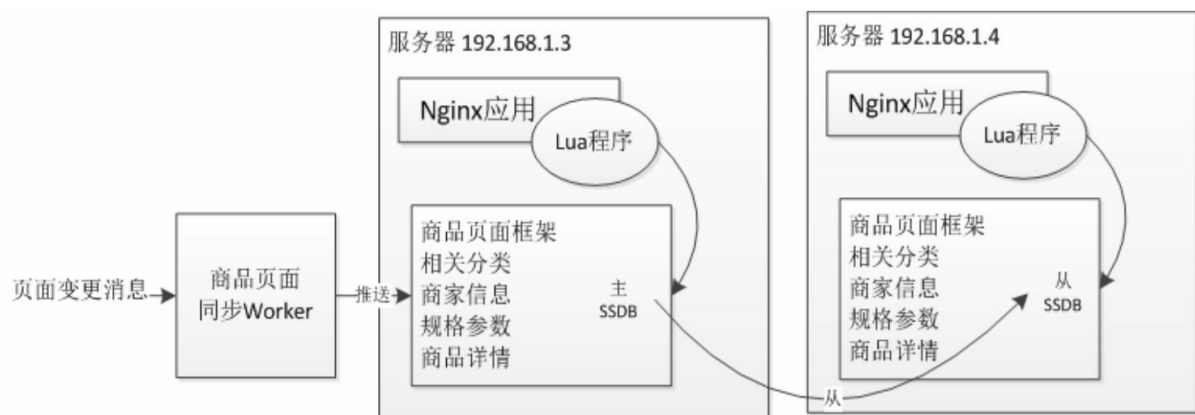 页面变更消息
商品页面
同步Worker
推送
服务器 192.168.1.3
Nginx应用
Lua程序
商品页面框架
相关分类
商家信息
规格参数
商品详情
主
SSDB
从
服务器 192.168.1.4
Nginx应用
Lua程序
商品页面框架
相关分类
商家信息
规格参数
商品详情
从
SSDB